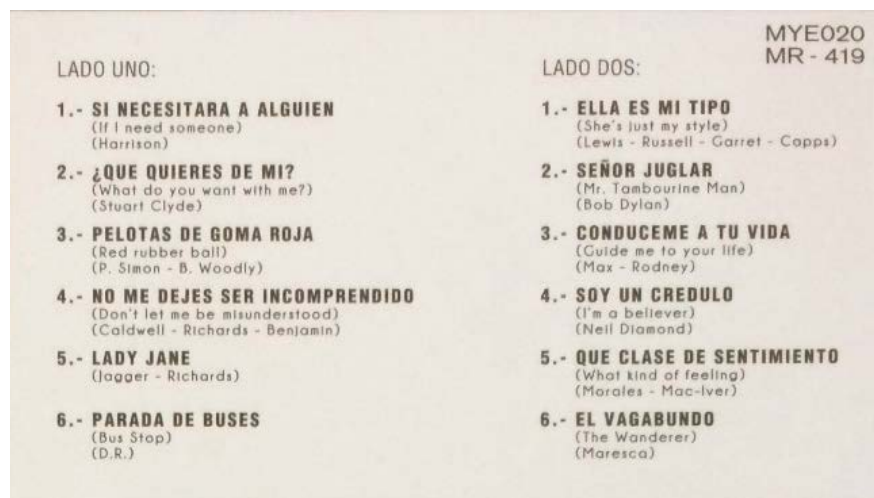 MYE020
MR - 419
LADO UNO:
1.- SI NECESITARA A ALGUIEN
(If I need someone)
(Harrison)
2.- ¿QUE QUIERES DE MI?
(What do you want with me?)
(Stuart Clyde)
3.- PELOTAS DE GOMA ROJA
(Red rubber ball)
(P. Simon - B. Woodly)
4.- NO ME DEJES SER INCOMPRENDIDO
(Don't let me be misunderstood)
(Caldwell - Richards - Benjamin)
5.- LADY JANE
(Jagger - Richards)
6.- PARADA DE BUSES
(Bus Stop)
(D.R.)
LADO DOS:
1.- ELLA ES MI TIPO
(She's just my style)
(Lewis - Russell - Garret - Capps)
2.- SEÑOR JUGLAR
(Mr. Tambourine Man)
(Bob Dylan)
3.- CONDUCEME A TU VIDA
(Guide me to your life)
(Max - Rodney)
4.- SOY UN CREDULO
(I'm a believer)
(Neil Diamond)
5.- QUE CLASE DE SENTIMIENTO
(What kind of feeling)
(Morales - Mac-Iver)
6.- EL VAGABUNDO
(The Wanderer)
(Maresca)